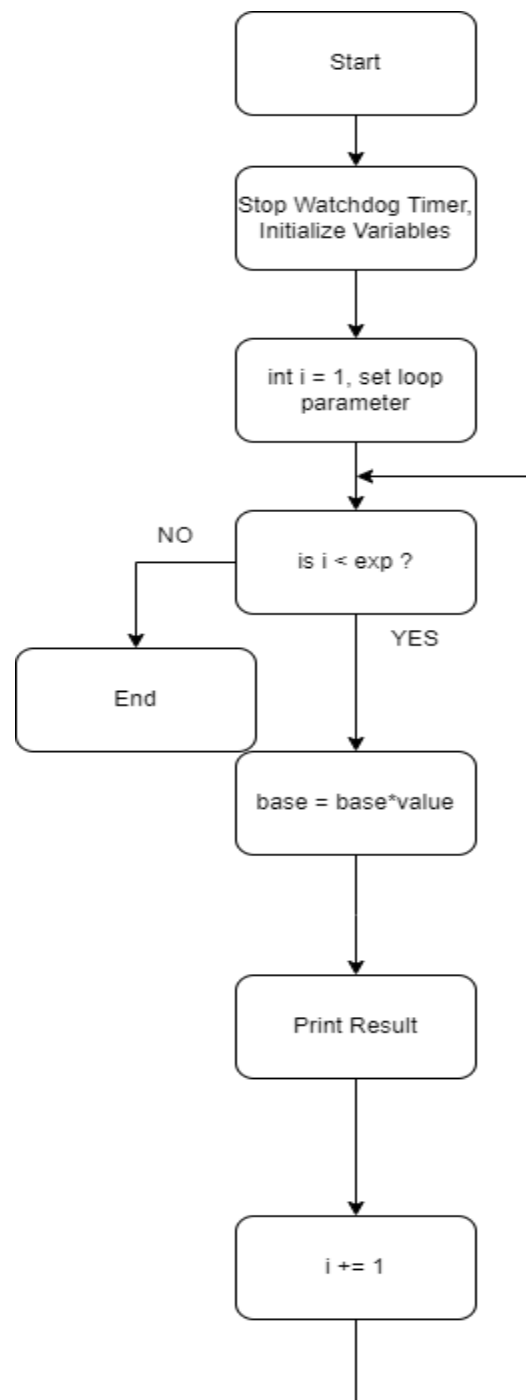 Start
Stop Watchdog Timer,
Initialize Variables
int i = 1, set loop
parameter
is i < exp ?
NO
YES
End
base = base*value
Print Result
i += 1